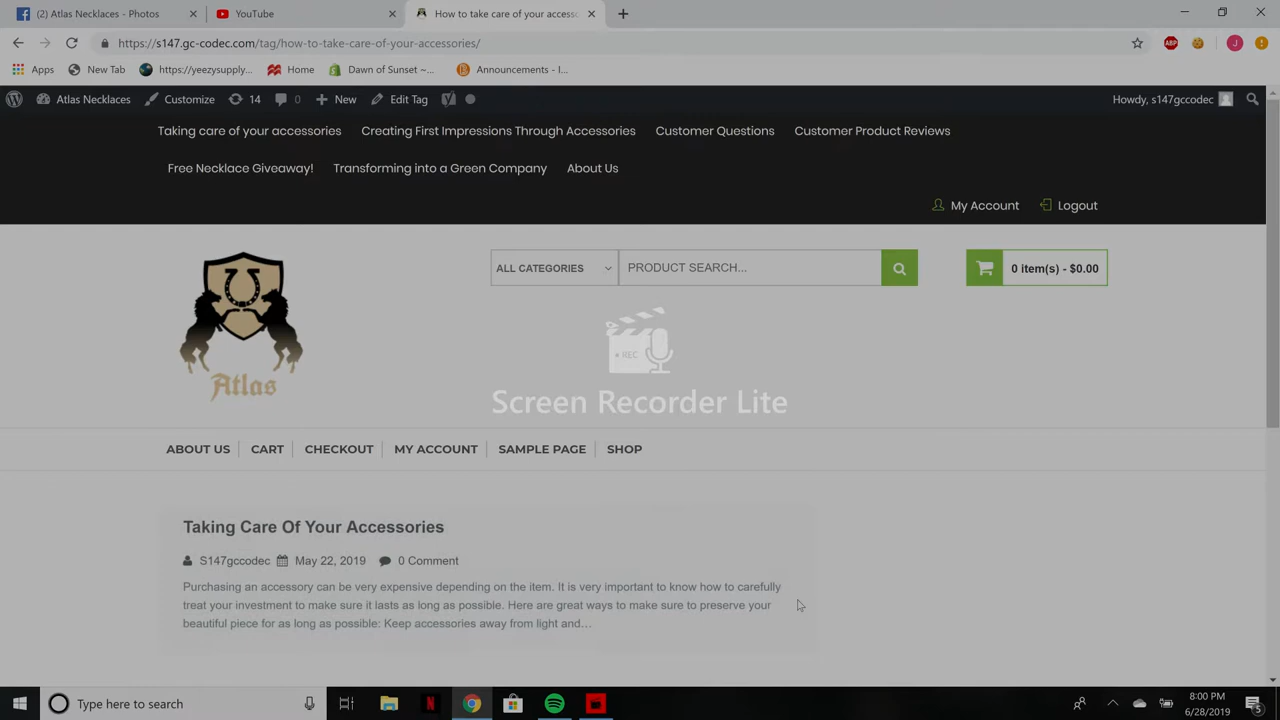 (2) Atlas Necklaces - Photos
YouTube
How to take care of your access
https://s147.gc-codec.com/tag/how-to-take-care-of-your-accessories/
ABP
J
Apps
New Tab
https://yeezysupply...
Home
Dawn of Sunset ~...
Announcements - I...
Atlas Necklaces
Customize
14
0
New
Edit Tag
Howdy, s147gccodec
Taking care of your accessories
Creating First Impressions Through Accessories
Customer Questions
Customer Product Reviews
Free Necklace Giveaway!
Transforming into a Green Company
About Us
My Account
Logout
Atlas
ALL CATEGORIES
PRODUCT SEARCH...
0 item(s) - $0.00
REC
Screen Recorder Lite
ABOUT US
CART
CHECKOUT
MY ACCOUNT
SAMPLE PAGE
SHOP
Taking Care Of Your Accessories
S147gccodec
May 22, 2019
0 Comment
Purchasing an accessory can be very expensive depending on the item. It is very important to know how to carefully
treat your investment to make sure it lasts as long as possible. Here are great ways to make sure to preserve your
beautiful piece for as long as possible: Keep accessories away from light and…
Type here to search
8:00 PM
6/28/2019
5